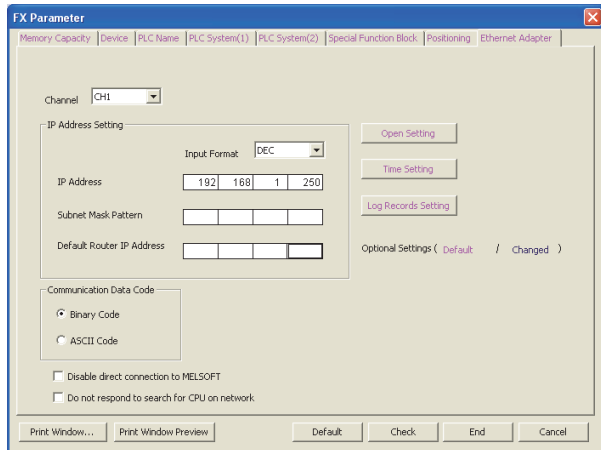 FX Parameter
Memory Capacity Device PLC Name PLC System(1) PLC System(2) Special Function Block Positioning Ethernet Adapter
Channel CH1
IP Address Setting
Input Format DEC
IP Address 192 168 1 250
Subnet Mask Pattern
Default Router IP Address
Open Setting
Time Setting
Log Records Setting
Optional Settings ( Default / Changed )
Communication Data Code
Binary Code
ASCII Code
Disable direct connection to MELSOFT
Do not respond to search for CPU on network
Print Window... Print Window Preview Default Check End Cancel